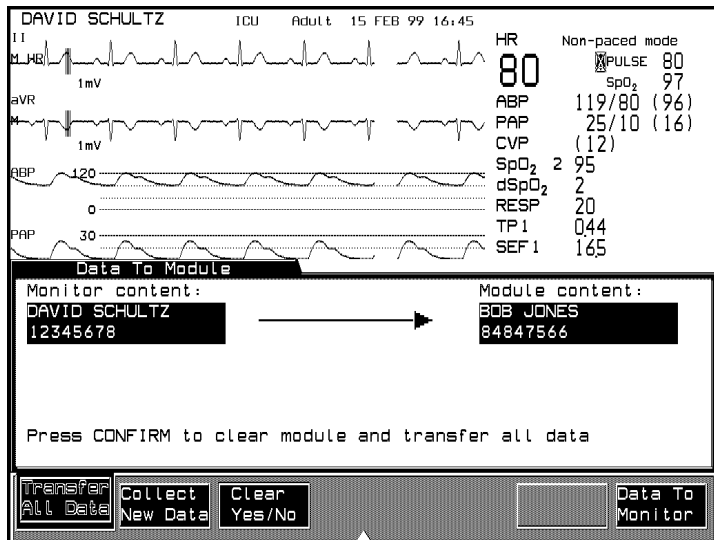 DAVID SCHULTZ ICU Adult 15 FEB 99 16:45
II
M HR
1mV
aVR
M
1mV
ABP 120
0
PAP 30
HR Non-paced mode
80 PULSE 80
SpO₂ 97
ABP 119/80 (96)
PAP 25/10 (16)
CVP (12)
SpO₂ 2 95
dSpO₂ 2
RESP 20
TP1 0.44
SEF1 16.5
Data To Module
Monitor content: Module content:
DAVID SCHULTZ BOB JONES
12345678 84847566
Press CONFIRM to clear module and transfer all data
Transfer All Data
Collect New Data
Clear Yes/No
Data To Monitor